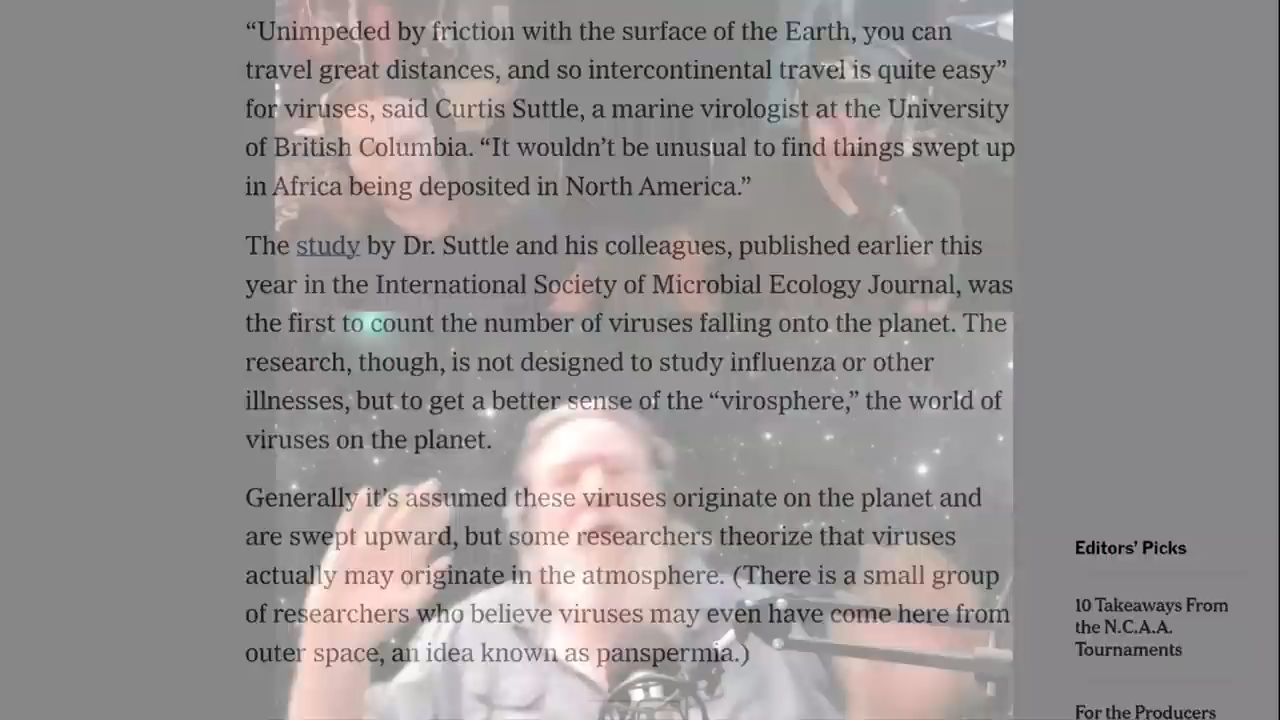 “Unimpeded by friction with the surface of the Earth, you can
travel great distances, and so intercontinental travel is quite easy”
for viruses, said Curtis Suttle, a marine virologist at the University
of British Columbia. “It wouldn’t be unusual to find things swept up
in Africa being deposited in North America.”
The study by Dr. Suttle and his colleagues, published earlier this
year in the International Society of Microbial Ecology Journal, was
the first to count the number of viruses falling onto the planet. The
research, though, is not designed to study influenza or other
illnesses, but to get a better sense of the “virosphere,” the world of
viruses on the planet.
Generally it’s assumed these viruses originate on the planet and
are swept upward, but some researchers theorize that viruses
actually may originate in the atmosphere. (There is a small group
of researchers who believe viruses may even have come here from
outer space, an idea known as panspermia.)
Editors’ Picks
10 Takeaways From
the N.C.A.A.
Tournaments
For the Producers